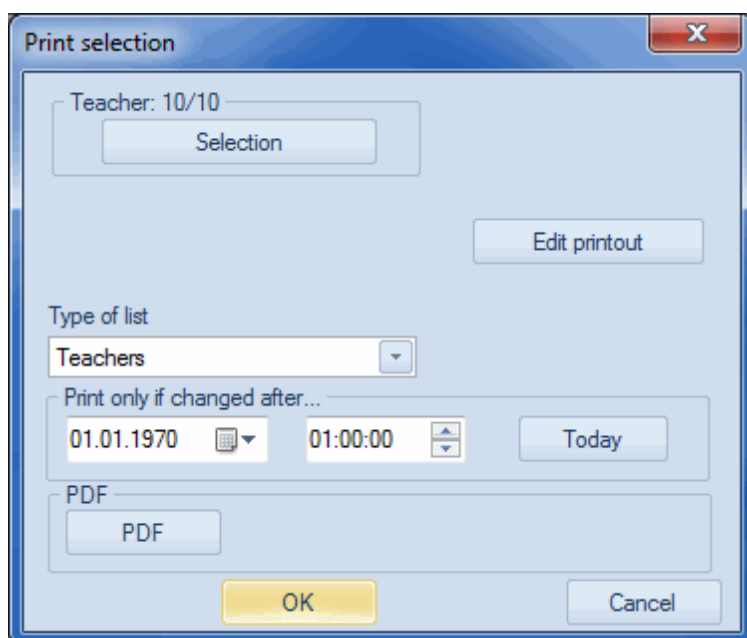 Print selection
Teacher: 10/10
Selection
Edit printout
Type of list
Teachers
Print only if changed after...
01.01.1970 01:00:00 Today
PDF
PDF
OK Cancel